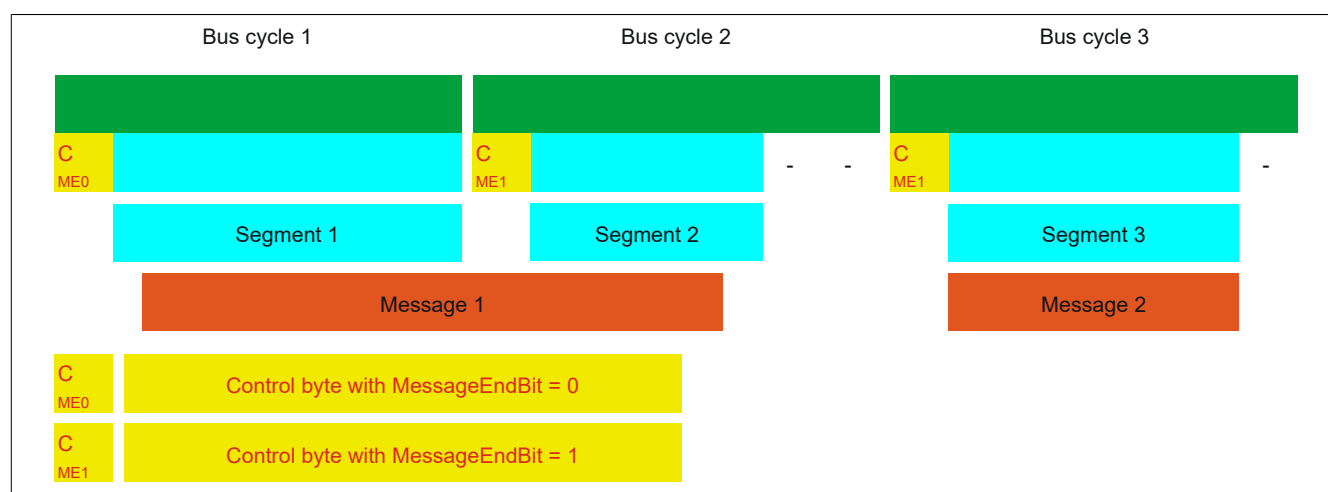 Bus cycle 1 Bus cycle 2 Bus cycle 3
C C - - C -
ME0 ME1 ME1
Segment 1 Segment 2 Segment 3
Message 1 Message 2
C
ME0 Control byte with MessageEndBit = 0
C
ME1 Control byte with MessageEndBit = 1